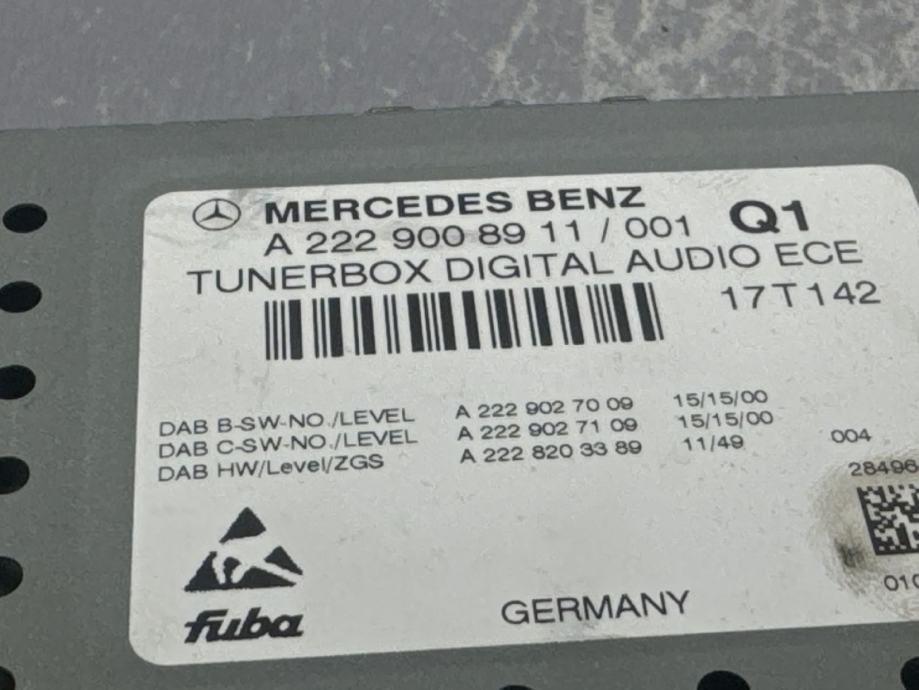 MERCEDES BENZ
A 222 900 89 11 / 001 Q1
TUNERBOX DIGITAL AUDIO ECE
17T142
DAB B-SW-NO./LEVEL A 222 902 70 09 15/15/00
DAB C-SW-NO./LEVEL A 222 902 71 09 15/15/00
DAB HW/Level/ZGS A 222 820 33 89 11/49 004
28496
010
fuba
GERMANY